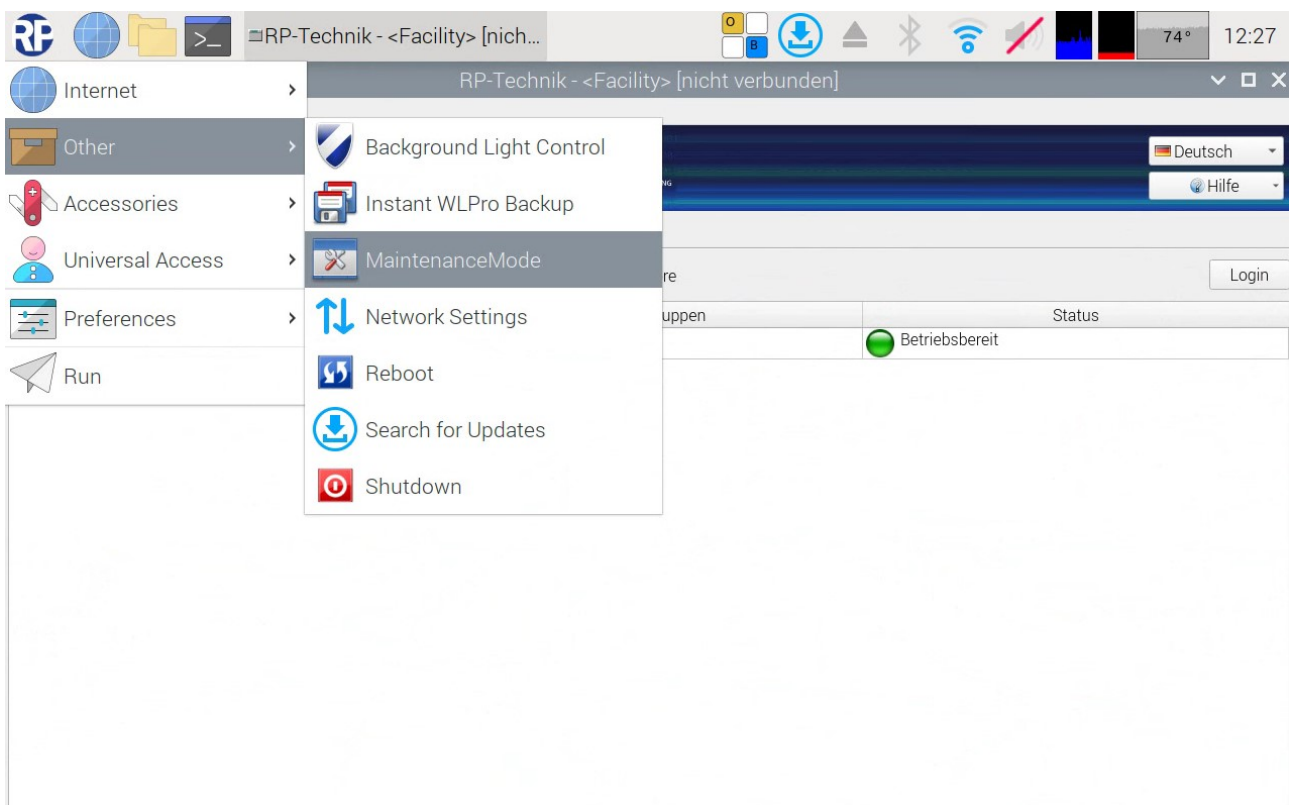 RP
>_
RP-Technik - <Facility> [nich...
O
B
74°
12:27
RP-Technik - <Facility> [nicht verbunden]
Internet
Other
Accessories
Universal Access
Preferences
Run
Background Light Control
Instant WLPro Backup
MaintenanceMode
Network Settings
Reboot
Search for Updates
Shutdown
NG
Deutsch
Hilfe
re
Login
uppen
Status
Betriebsbereit